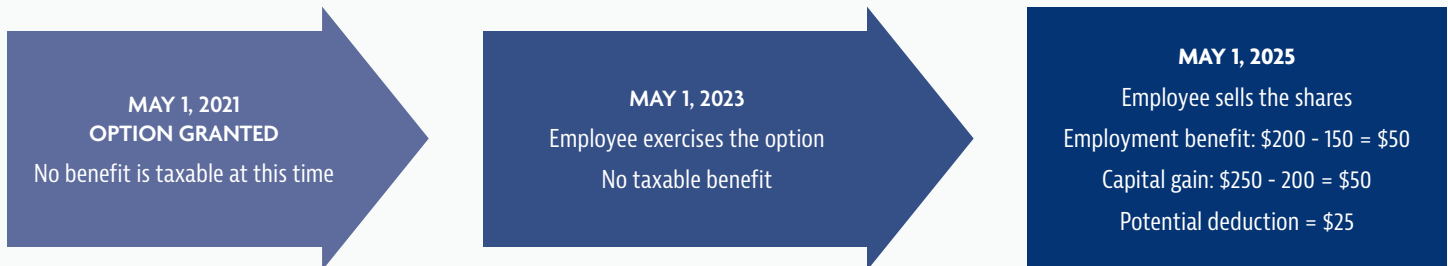 MAY 1, 2021
OPTION GRANTED
No benefit is taxable at this time
MAY 1, 2023
Employee exercises the option
No taxable benefit
MAY 1, 2025
Employee sells the shares
Employment benefit: $200 - 150 = $50
Capital gain: $250 - 200 = $50
Potential deduction = $25